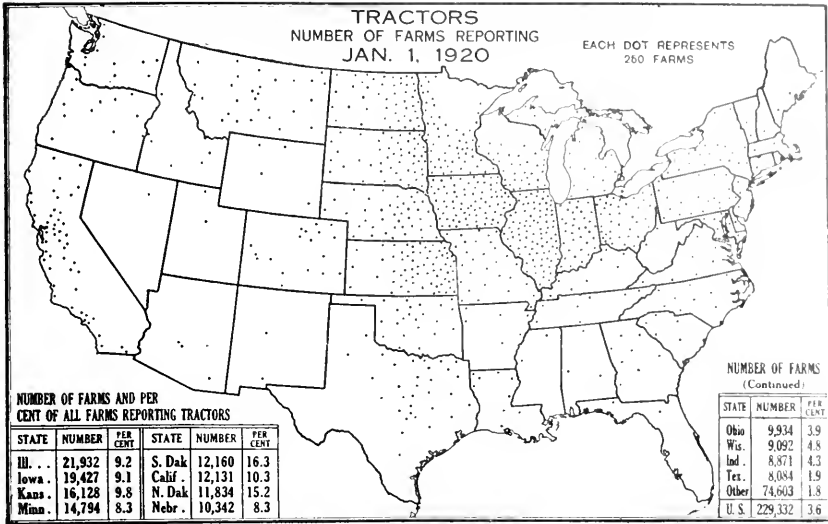 TRACTORS
NUMBER OF FARMS REPORTING
JAN. 1, 1920
EACH DOT REPRESENTS
250 FARMS
NUMBER OF FARMS AND PER
CENT OF ALL FARMS REPORTING TRACTORS
STATE NUMBER PER CENT STATE NUMBER PER CENT
Ill. . . 21,932 9.2 S. Dak 12,160 16.3
Iowa . 19,427 9.1 Calif . 12,131 10.3
Kans . 16,128 9.8 N. Dak 11,834 15.2
Minn . 14,794 8.3 Nebr . 10,342 8.3
NUMBER OF FARMS
(Continued)
STATE NUMBER PER CENT
Ohio 9,934 3.9
Wis. 9,092 4.8
Ind . 8,871 4.3
Tex. 8,084 1.9
Other 74,603 1.8
U. S. 229,332 3.6